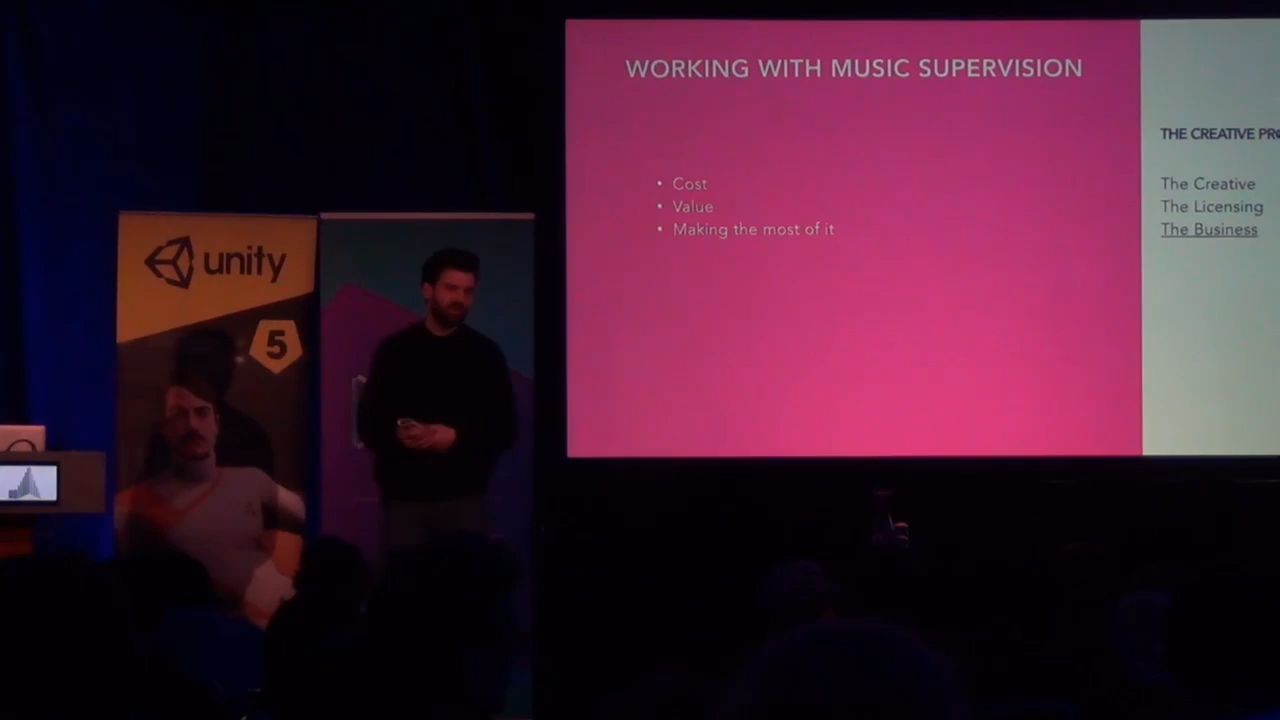 WORKING WITH MUSIC SUPERVISION
• Cost
• Value
• Making the most of it
THE CREATIVE PRO
The Creative
The Licensing
The Business
unity
5